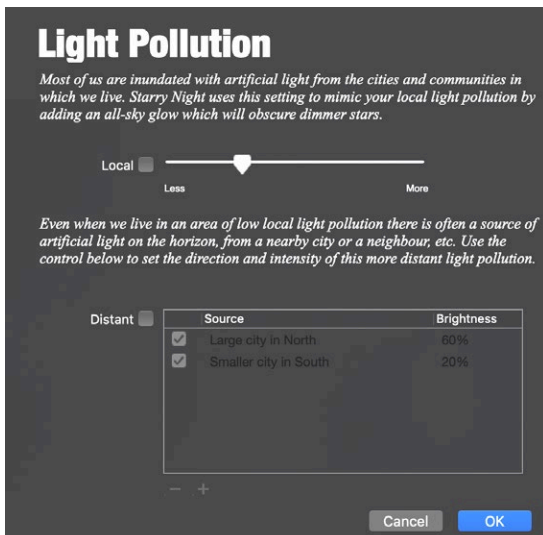 Light Pollution
Most of us are inundated with artificial light from the cities and communities in
which we live. Starry Night uses this setting to mimic your local light pollution by
adding an all-sky glow which will obscure dimmer stars.
Local
Less More
Even when we live in an area of low local light pollution there is often a source of
artificial light on the horizon, from a nearby city or a neighbour, etc. Use the
control below to set the direction and intensity of this more distant light pollution.
Distant Source Brightness
Large city in North 60%
Smaller city in South 20%
− +
Cancel OK